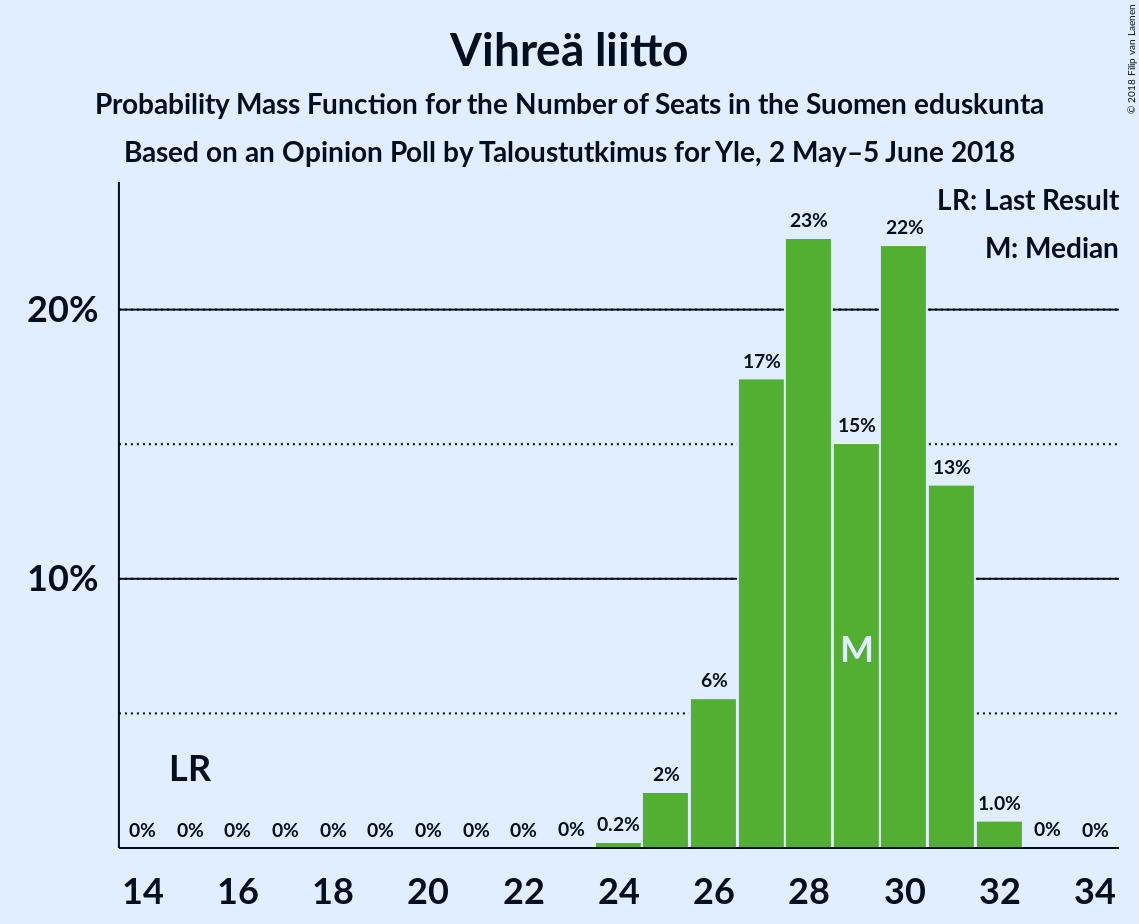 Vihreä liitto
Probability Mass Function for the Number of Seats in the Suomen eduskunta
Based on an Opinion Poll by Taloustutkimus for Yle, 2 May–5 June 2018
© 2018 Filip van Laenen
LR: Last Result
M: Median
23%
22%
20%
17%
15%
13%
10%
M
6%
LR
2%
1.0%
0% 0% 0% 0% 0% 0% 0% 0% 0% 0% 0.2% 0% 0%
14 16 18 20 22 24 26 28 30 32 34